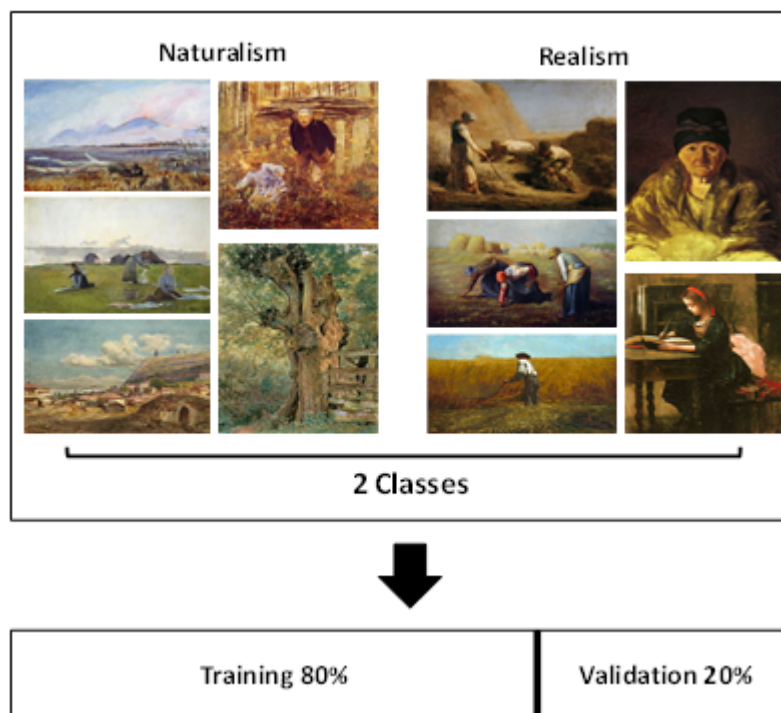 Naturalism
Realism
2 Classes
Training 80%
Validation 20%